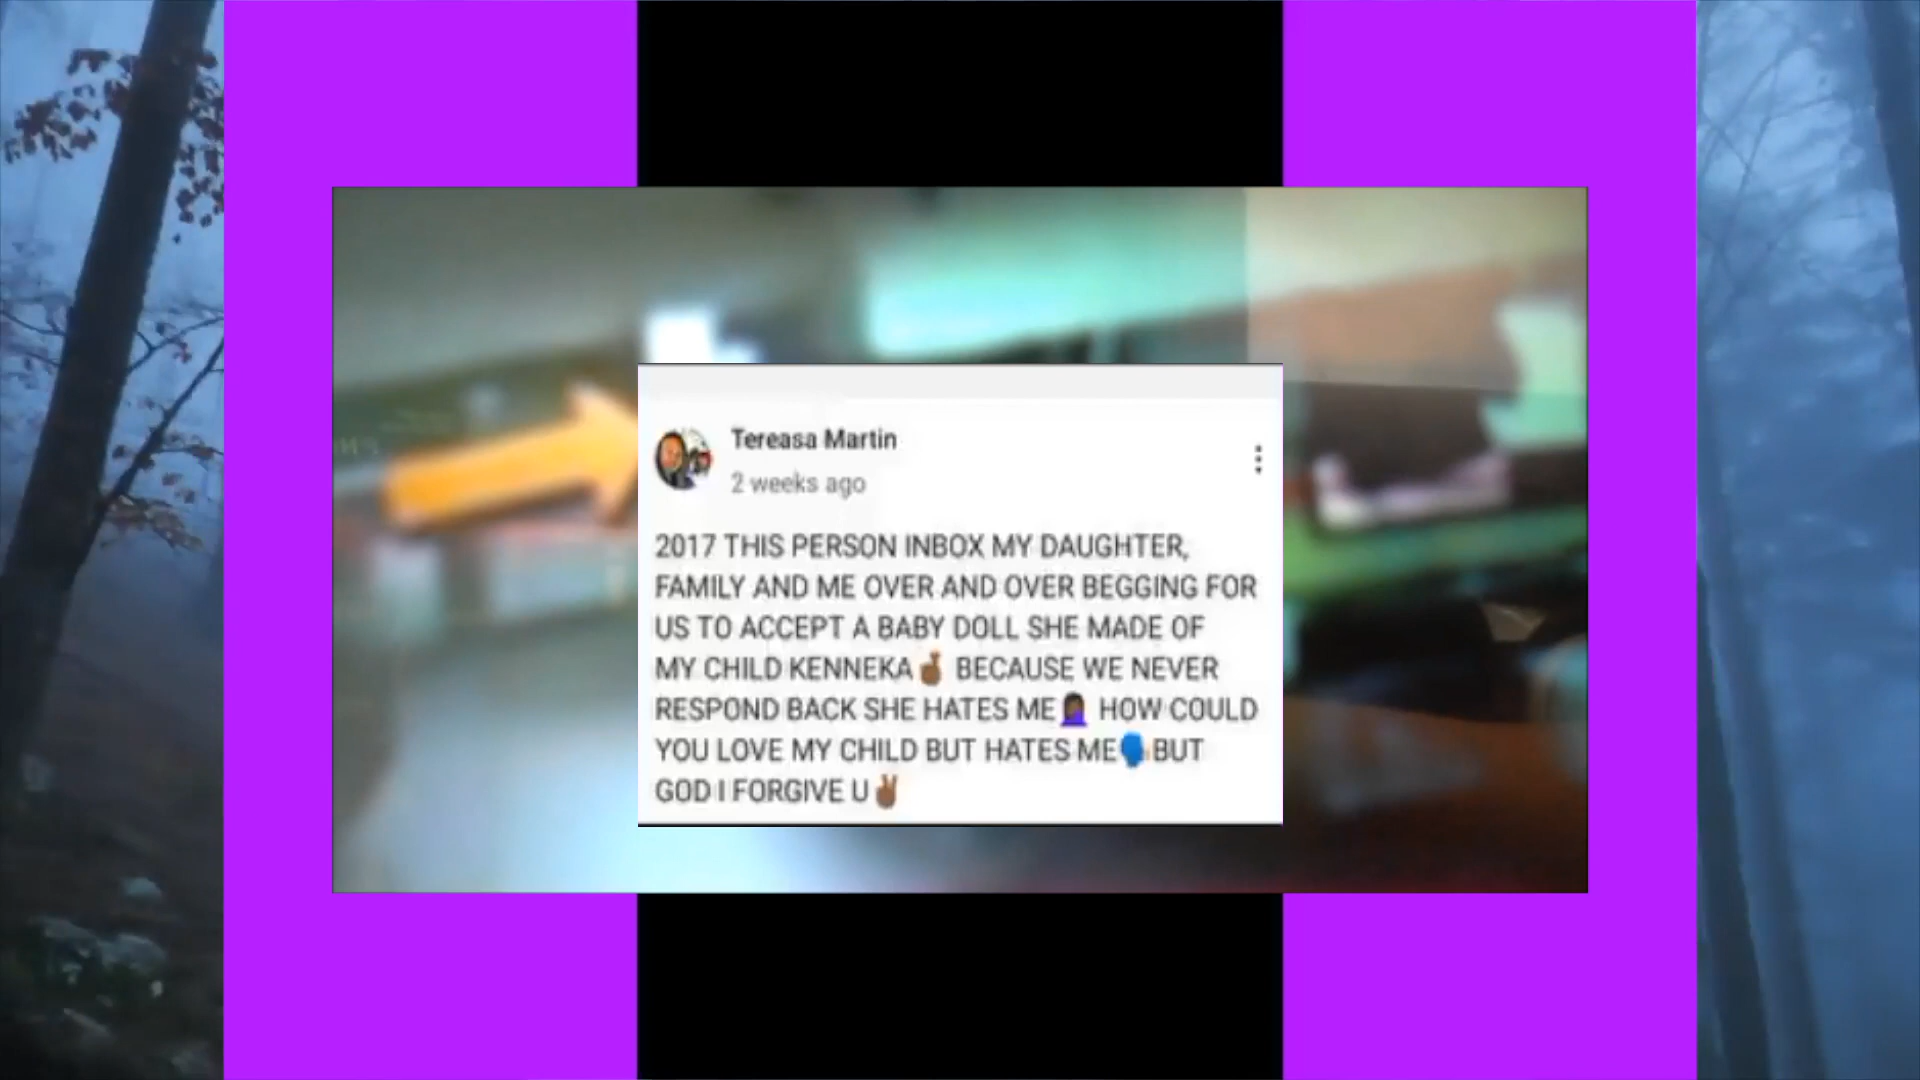 Tereasa Martin
2 weeks ago
2017 THIS PERSON INBOX MY DAUGHTER,
FAMILY AND ME OVER AND OVER BEGGING FOR
US TO ACCEPT A BABY DOLL SHE MADE OF
MY CHILD KENNEKA🤞🏾 BECAUSE WE NEVER
RESPOND BACK SHE HATES ME🤦🏾‍♀️ HOW COULD
YOU LOVE MY CHILD BUT HATES ME🗣️BUT
GOD I FORGIVE U✌🏾